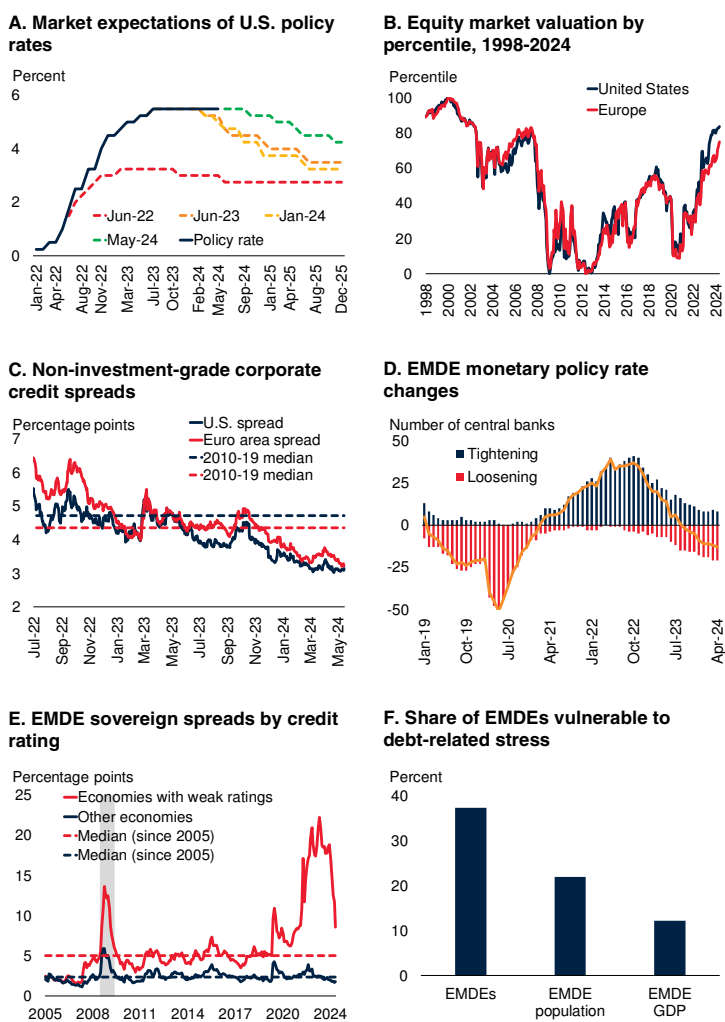 A. Market expectations of U.S. policy
rates
Percent
6
4
2
0
Jun-22
Jun-23
Jan-24
May-24
Policy rate
Jan-22
Apr-22
Aug-22
Nov-22
Mar-23
Jul-23
Oct-23
Feb-24
May-24
Sep-24
Jan-25
Apr-25
Aug-25
Dec-25
B. Equity market valuation by
percentile, 1998-2024
Percentile
100
80
60
40
20
0
United States
Europe
1998
2000
2002
2004
2006
2008
2010
2012
2014
2016
2018
2020
2022
2024
C. Non-investment-grade corporate
credit spreads
Percentage points
7
6
5
4
3
2
U.S. spread
Euro area spread
2010-19 median
2010-19 median
Jul-22
Sep-22
Nov-22
Jan-23
Mar-23
May-23
Jul-23
Sep-23
Nov-23
Jan-24
Mar-24
May-24
D. EMDE monetary policy rate
changes
Number of central banks
50
25
0
-25
-50
Tightening
Loosening
Jan-19
Oct-19
Jul-20
Apr-21
Jan-22
Oct-22
Jul-23
Apr-24
E. EMDE sovereign spreads by credit
rating
Percentage points
25
20
15
10
5
0
Economies with weak ratings
Other economies
Median (since 2005)
Median (since 2005)
2005
2008
2011
2014
2017
2020
2024
F. Share of EMDEs vulnerable to
debt-related stress
Percent
40
30
20
10
0
EMDEs
EMDE
population
EMDE
GDP